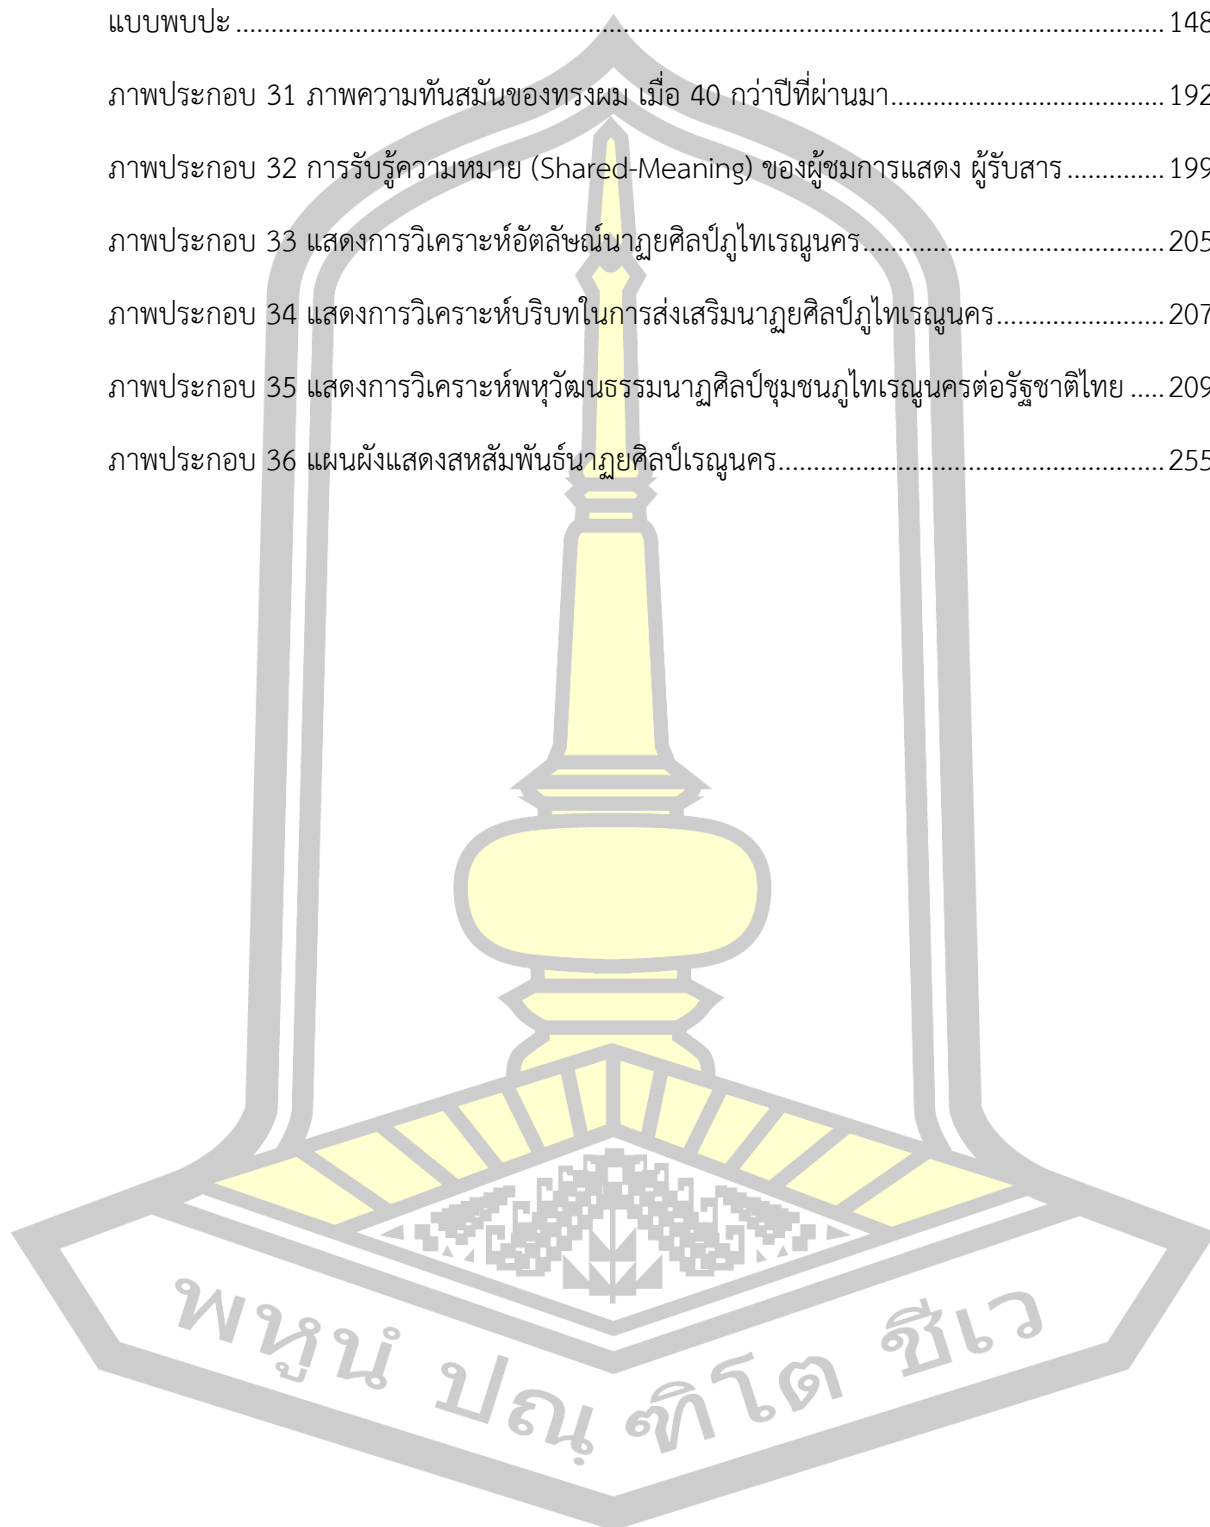 แบบพบปะ ................................................................................................................................... 148
ภาพประกอบ 31 ภาพความทันสมันของทรงผม เมื่อ 40 กว่าปีที่ผ่านมา....................................... 192
ภาพประกอบ 32 การรับรู้ความหมาย (Shared-Meaning) ของผู้ชมการแสดง ผู้รับสาร .............. 199
ภาพประกอบ 33 แสดงการวิเคราะห์อัตลัษณ์นาฏยศิลป์ภูไทเรณูนคร........................................... 205
ภาพประกอบ 34 แสดงการวิเคราะห์บริบทในการส่งเสริมนาฏยศิลป์ภูไทเรณูนคร........................ 207
ภาพประกอบ 35 แสดงการวิเคราะห์พหุวัฒนธรรมนาฏศิลป์ชุมชนภูไทเรณูนครต่อรัฐชาติไทย ..... 209
ภาพประกอบ 36 แผนผังแสดงสหสัมพันธ์นาฏยศิลป์เรณูนคร....................................................... 255
พหูนํ ปณฺฑิโต ชีเว